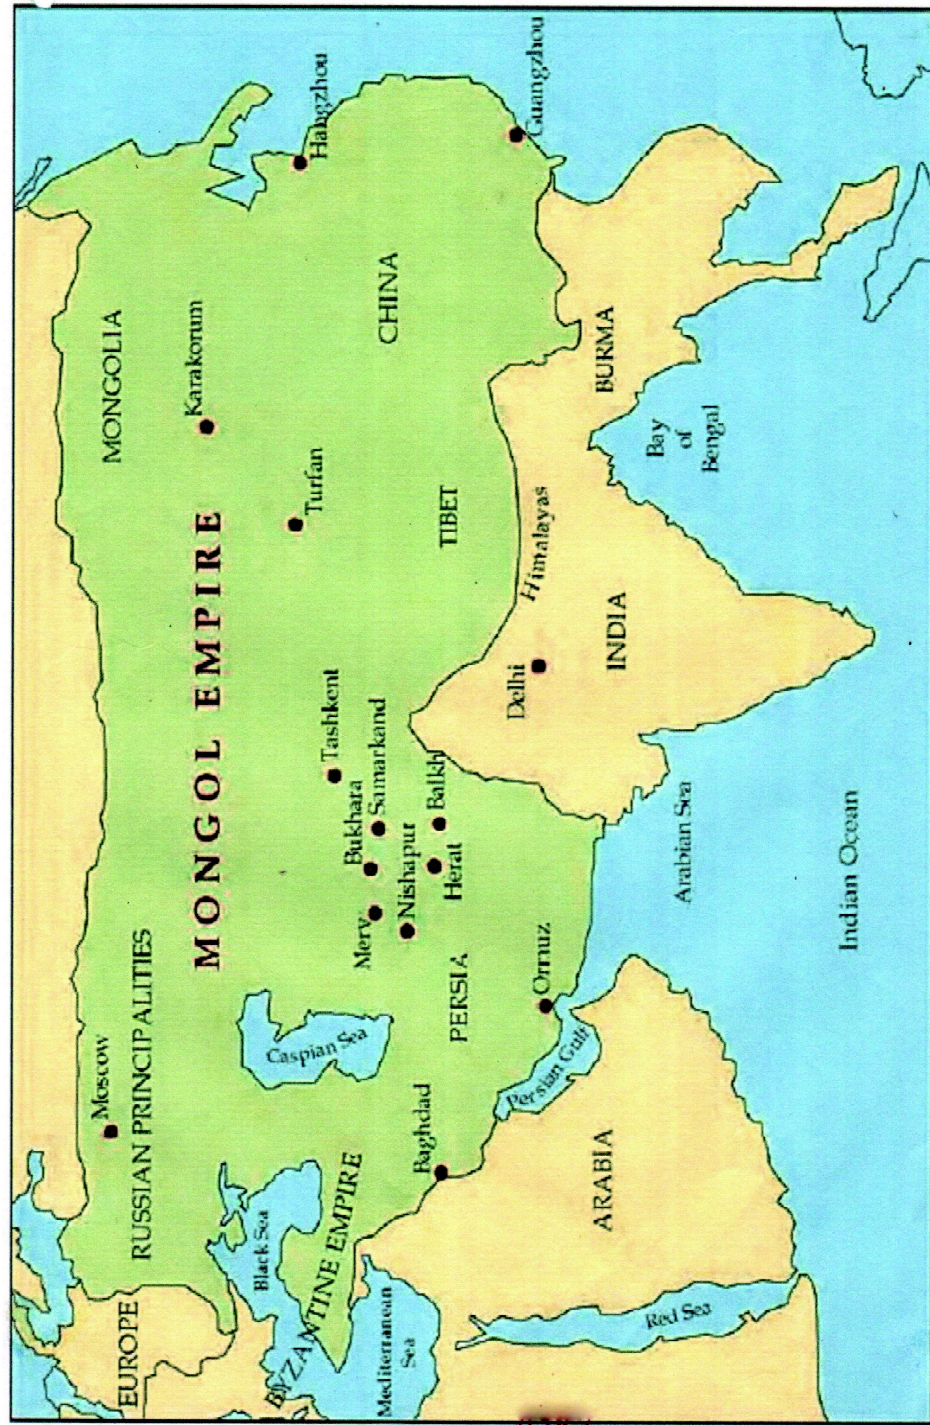 MONGOL EMPIRE
EUROPE
RUSSIAN PRINCIPALITIES
Moscow
MONGOLIA
Karakorum
Hangzhou
Guangzhou
CHINA
Turfan
TIBET
Himalayas
BURMA
Bay
of
Bengal
INDIA
Delhi
Tashkent
Samarkand
Bukhara
Balkh
Nishapur
Herat
Merv
PERSIA
Ormuz
Caspian Sea
Persian Gulf
Baghdad
Black Sea
BYZANTINE EMPIRE
Mediterranean
Sea
ARABIA
Red Sea
Arabian Sea
Indian Ocean